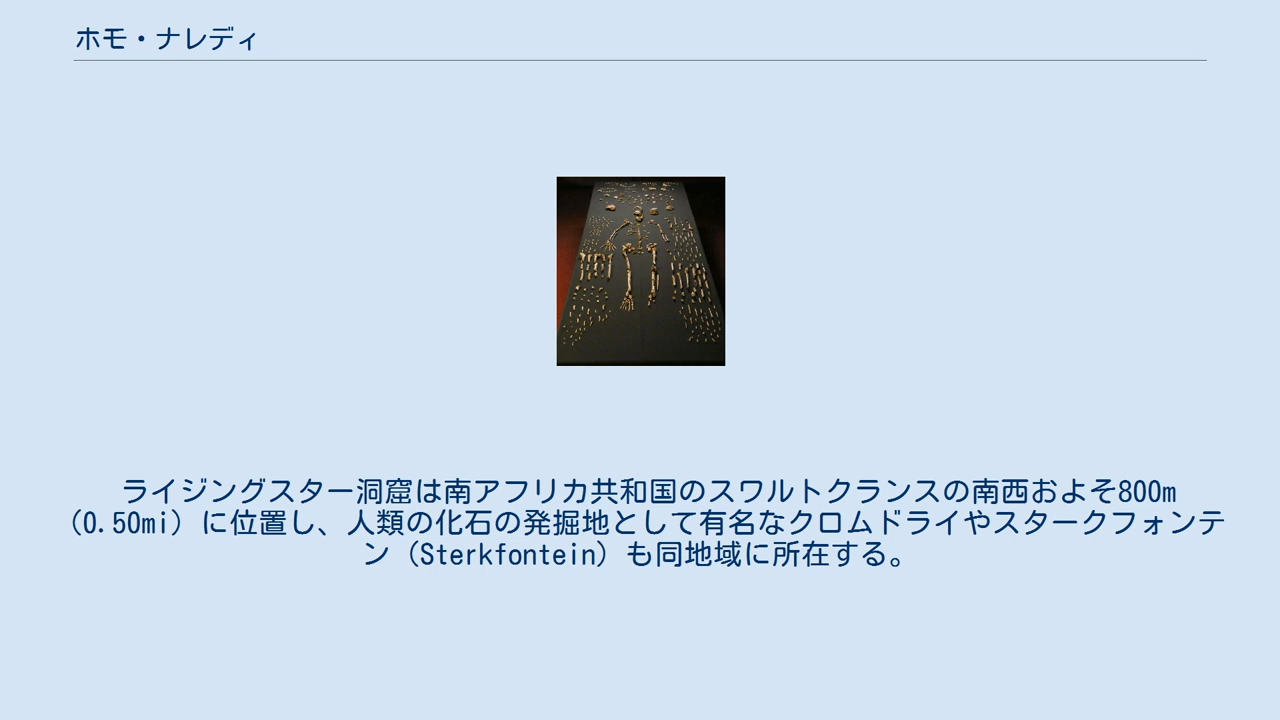 ホモ・ナレディ
ライジングスター洞窟は南アフリカ共和国のスワルトクランスの南西およそ800m
（0.50mi）に位置し、人類の化石の発掘地として有名なクロムドライやスタークフォンテ
ン（Sterkfontein）も同地域に所在する。